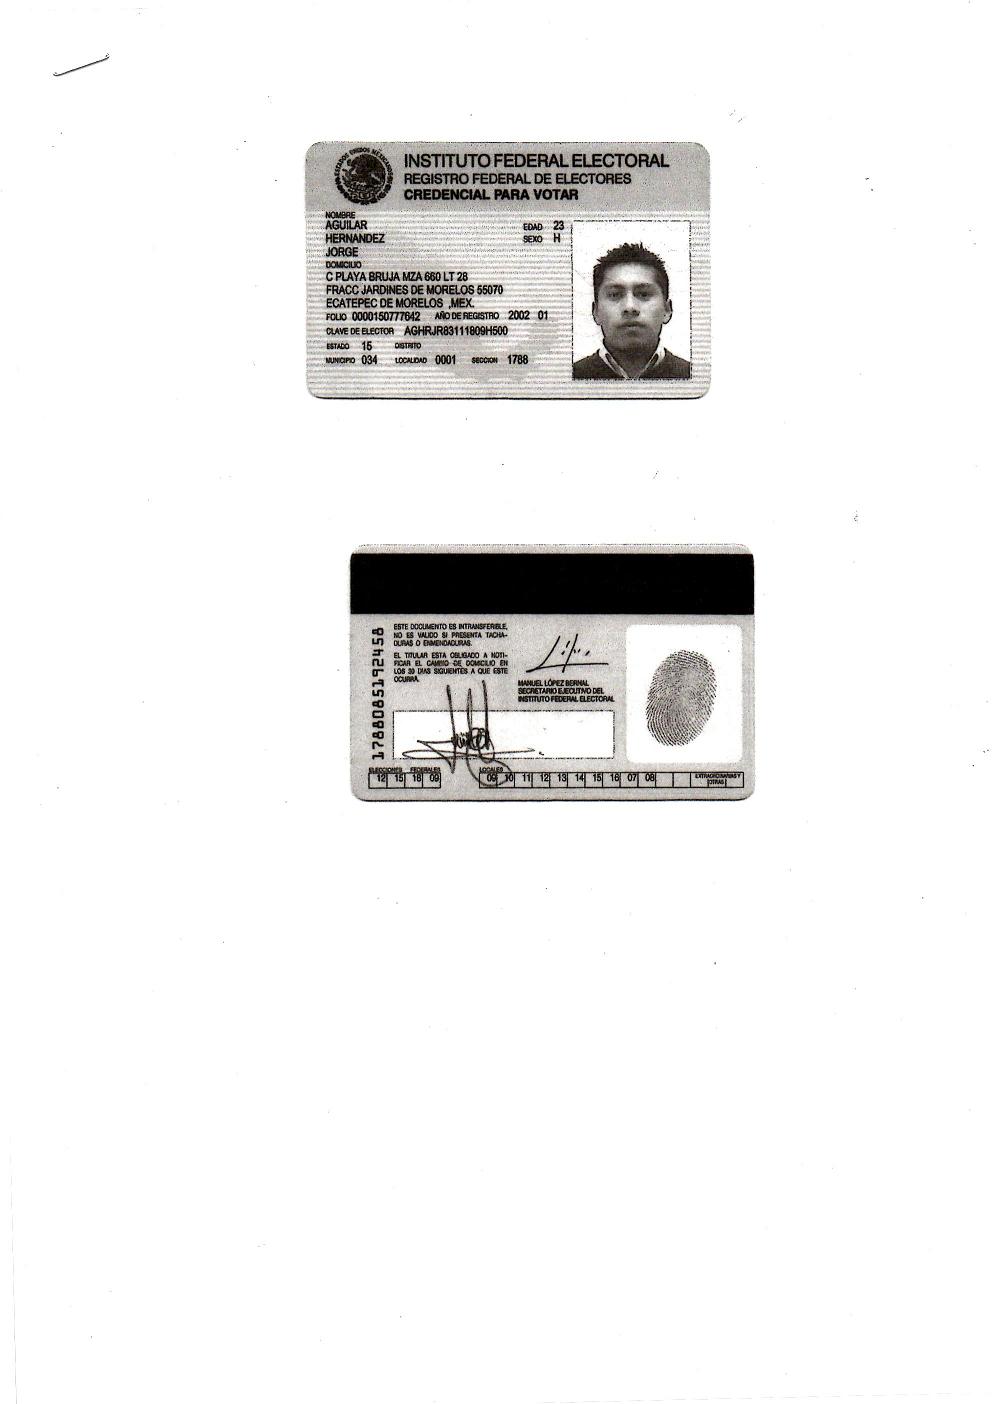 ESTADOS UNIDOS MEXICANOS
INSTITUTO FEDERAL ELECTORAL
REGISTRO FEDERAL DE ELECTORES
CREDENCIAL PARA VOTAR
NOMBRE
AGUILAR
HERNANDEZ
JORGE
EDAD 23
SEXO H
DOMICILIO
C PLAYA BRUJA MZA 660 LT 28
FRACC JARDINES DE MORELOS 55070
ECATEPEC DE MORELOS ,MEX.
FOLIO 0000150777642 AÑO DE REGISTRO 2002 01
CLAVE DE ELECTOR AGHRJR83111809H500
ESTADO 15 DISTRITO
MUNICIPIO 034 LOCALIDAD 0001 SECCION 1788
1788085192458
ESTE DOCUMENTO ES INTRANSFERIBLE,
NO ES VALIDO SI PRESENTA TACHA-
DURAS O ENMENDADURAS.
EL TITULAR ESTA OBLIGADO A NOTI-
FICAR EL CAMBIO DE DOMICILIO EN
LOS 30 DIAS SIGUIENTES A QUE ESTE
OCURRA.
MANUEL LÓPEZ BERNAL
SECRETARIO EJECUTIVO DEL
INSTITUTO FEDERAL ELECTORAL
ELECCIONES FEDERALES LOCALES EXTRAORDINARIAS Y
12 15 18 09 09 10 11 12 13 14 15 16 07 08 OTRAS